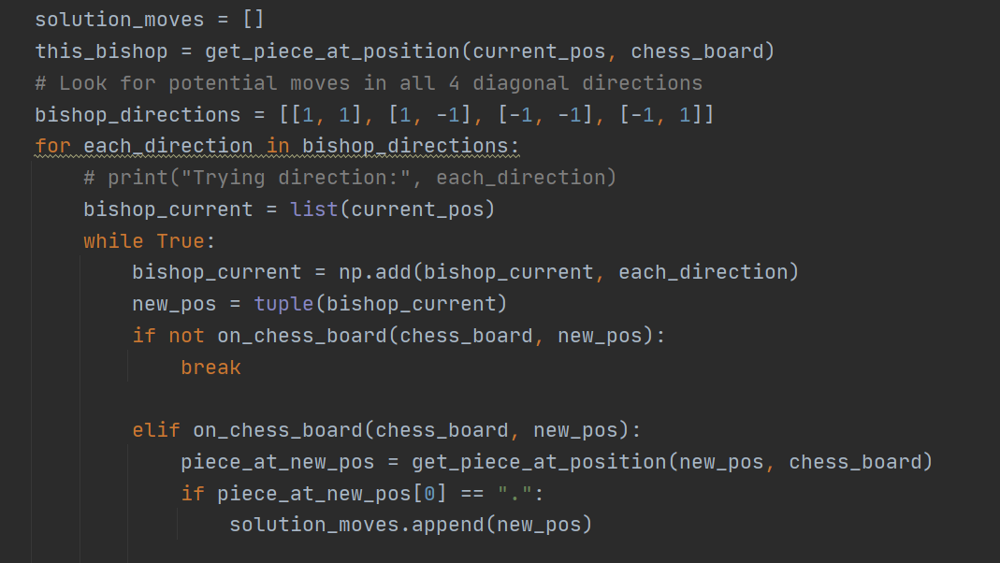 solution_moves = []
this_bishop = get_piece_at_position(current_pos, chess_board)
# Look for potential moves in all 4 diagonal directions
bishop_directions = [[1, 1], [1, -1], [-1, -1], [-1, 1]]
for each_direction in bishop_directions:
    # print("Trying direction:", each_direction)
    bishop_current = list(current_pos)
    while True:
        bishop_current = np.add(bishop_current, each_direction)
        new_pos = tuple(bishop_current)
        if not on_chess_board(chess_board, new_pos):
            break
        elif on_chess_board(chess_board, new_pos):
            piece_at_new_pos = get_piece_at_position(new_pos, chess_board)
            if piece_at_new_pos[0] == ".":
                solution_moves.append(new_pos)